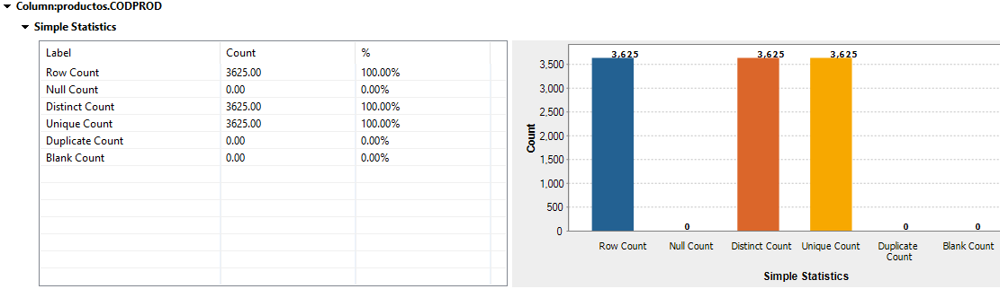 Column:productos.CODPROD
Simple Statistics
Label Count %
Row Count 3625.00 100.00%
Null Count 0.00 0.00%
Distinct Count 3625.00 100.00%
Unique Count 3625.00 100.00%
Duplicate Count 0.00 0.00%
Blank Count 0.00 0.00%
3,625 0 3,625 3,625 0 0
3,500
3,000
2,500
2,000
1,500
1,000
500
0
Count
Row Count Null Count Distinct Count Unique Count Duplicate Count Blank Count
Simple Statistics